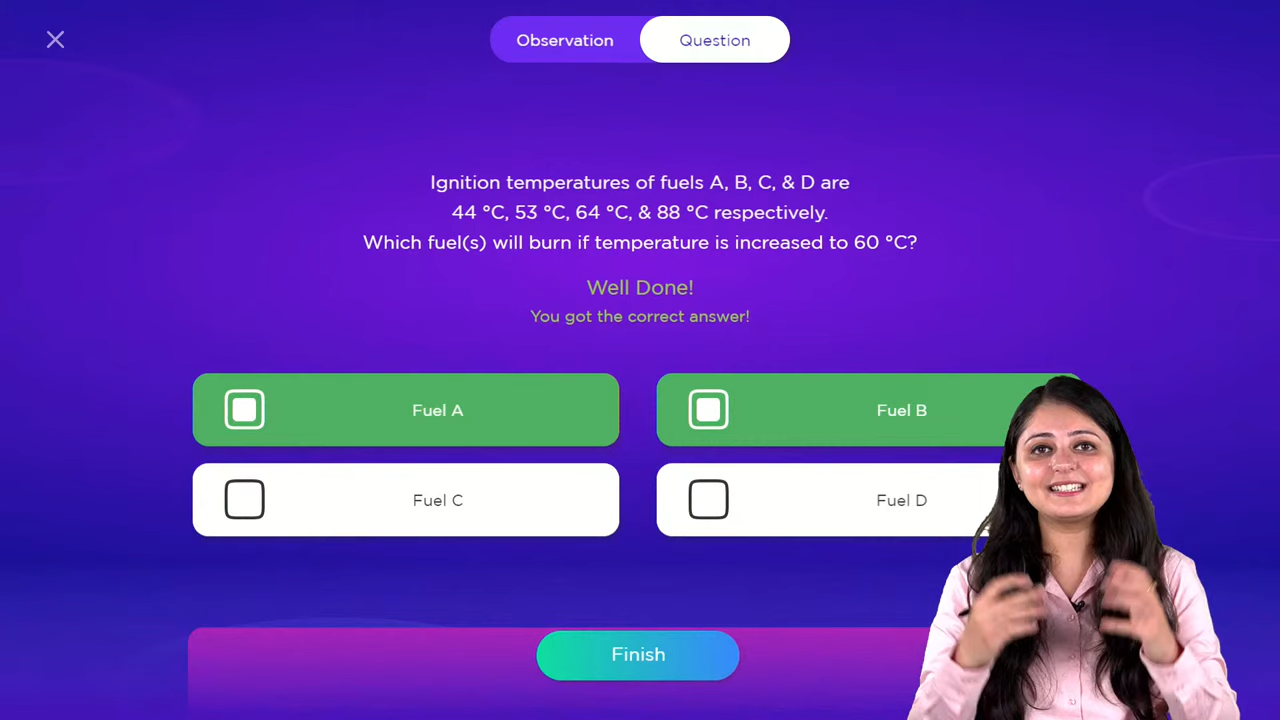 Observation
Question
Ignition temperatures of fuels A, B, C, & D are
44 °C, 53 °C, 64 °C, & 88 °C respectively.
Which fuel(s) will burn if temperature is increased to 60 °C?
Well Done!
You got the correct answer!
Fuel A
Fuel B
Fuel C
Fuel D
Finish